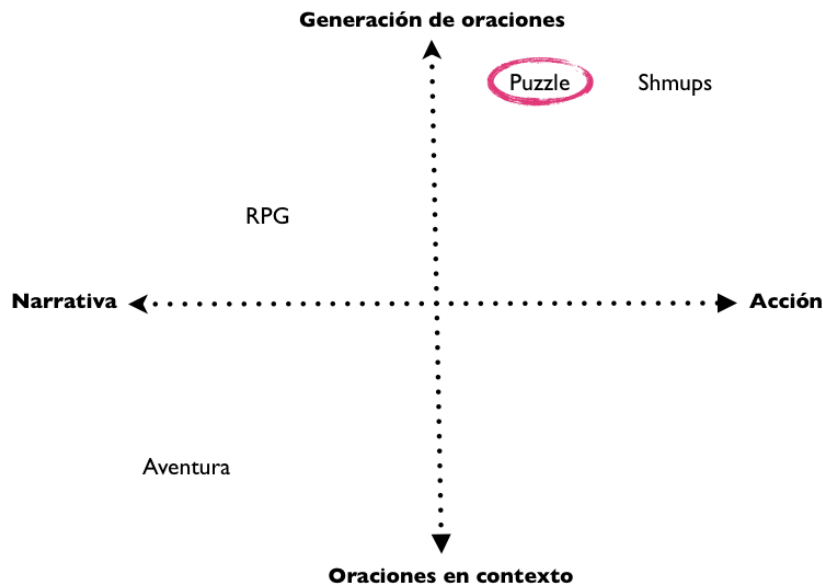 Generación de oraciones
Puzzle Shmups
RPG
Narrativa Acción
Aventura
Oraciones en contexto